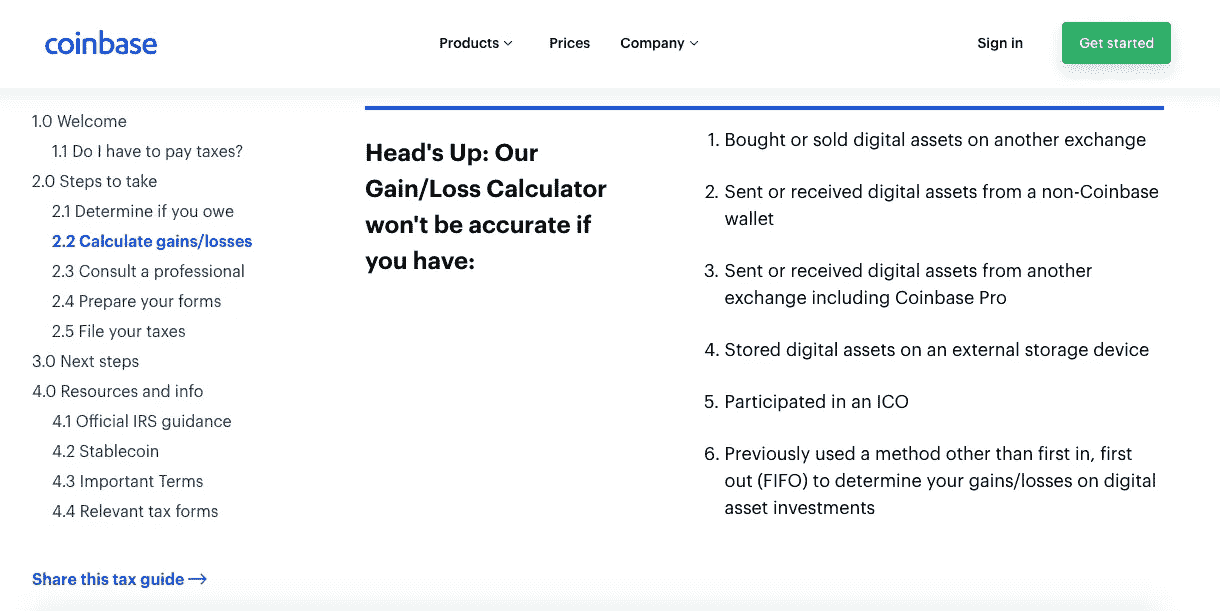 coinbase
Products
Prices
Company
Sign in
Get started
1.0 Welcome
1.1 Do I have to pay taxes?
2.0 Steps to take
2.1 Determine if you owe
2.2 Calculate gains/losses
2.3 Consult a professional
2.4 Prepare your forms
2.5 File your taxes
3.0 Next steps
4.0 Resources and info
4.1 Official IRS guidance
4.2 Stablecoin
4.3 Important Terms
4.4 Relevant tax forms
Share this tax guide →
Head's Up: Our
Gain/Loss Calculator
won't be accurate if
you have:
1. Bought or sold digital assets on another exchange
2. Sent or received digital assets from a non-Coinbase
wallet
3. Sent or received digital assets from another
exchange including Coinbase Pro
4. Stored digital assets on an external storage device
5. Participated in an ICO
6. Previously used a method other than first in, first
out (FIFO) to determine your gains/losses on digital
asset investments